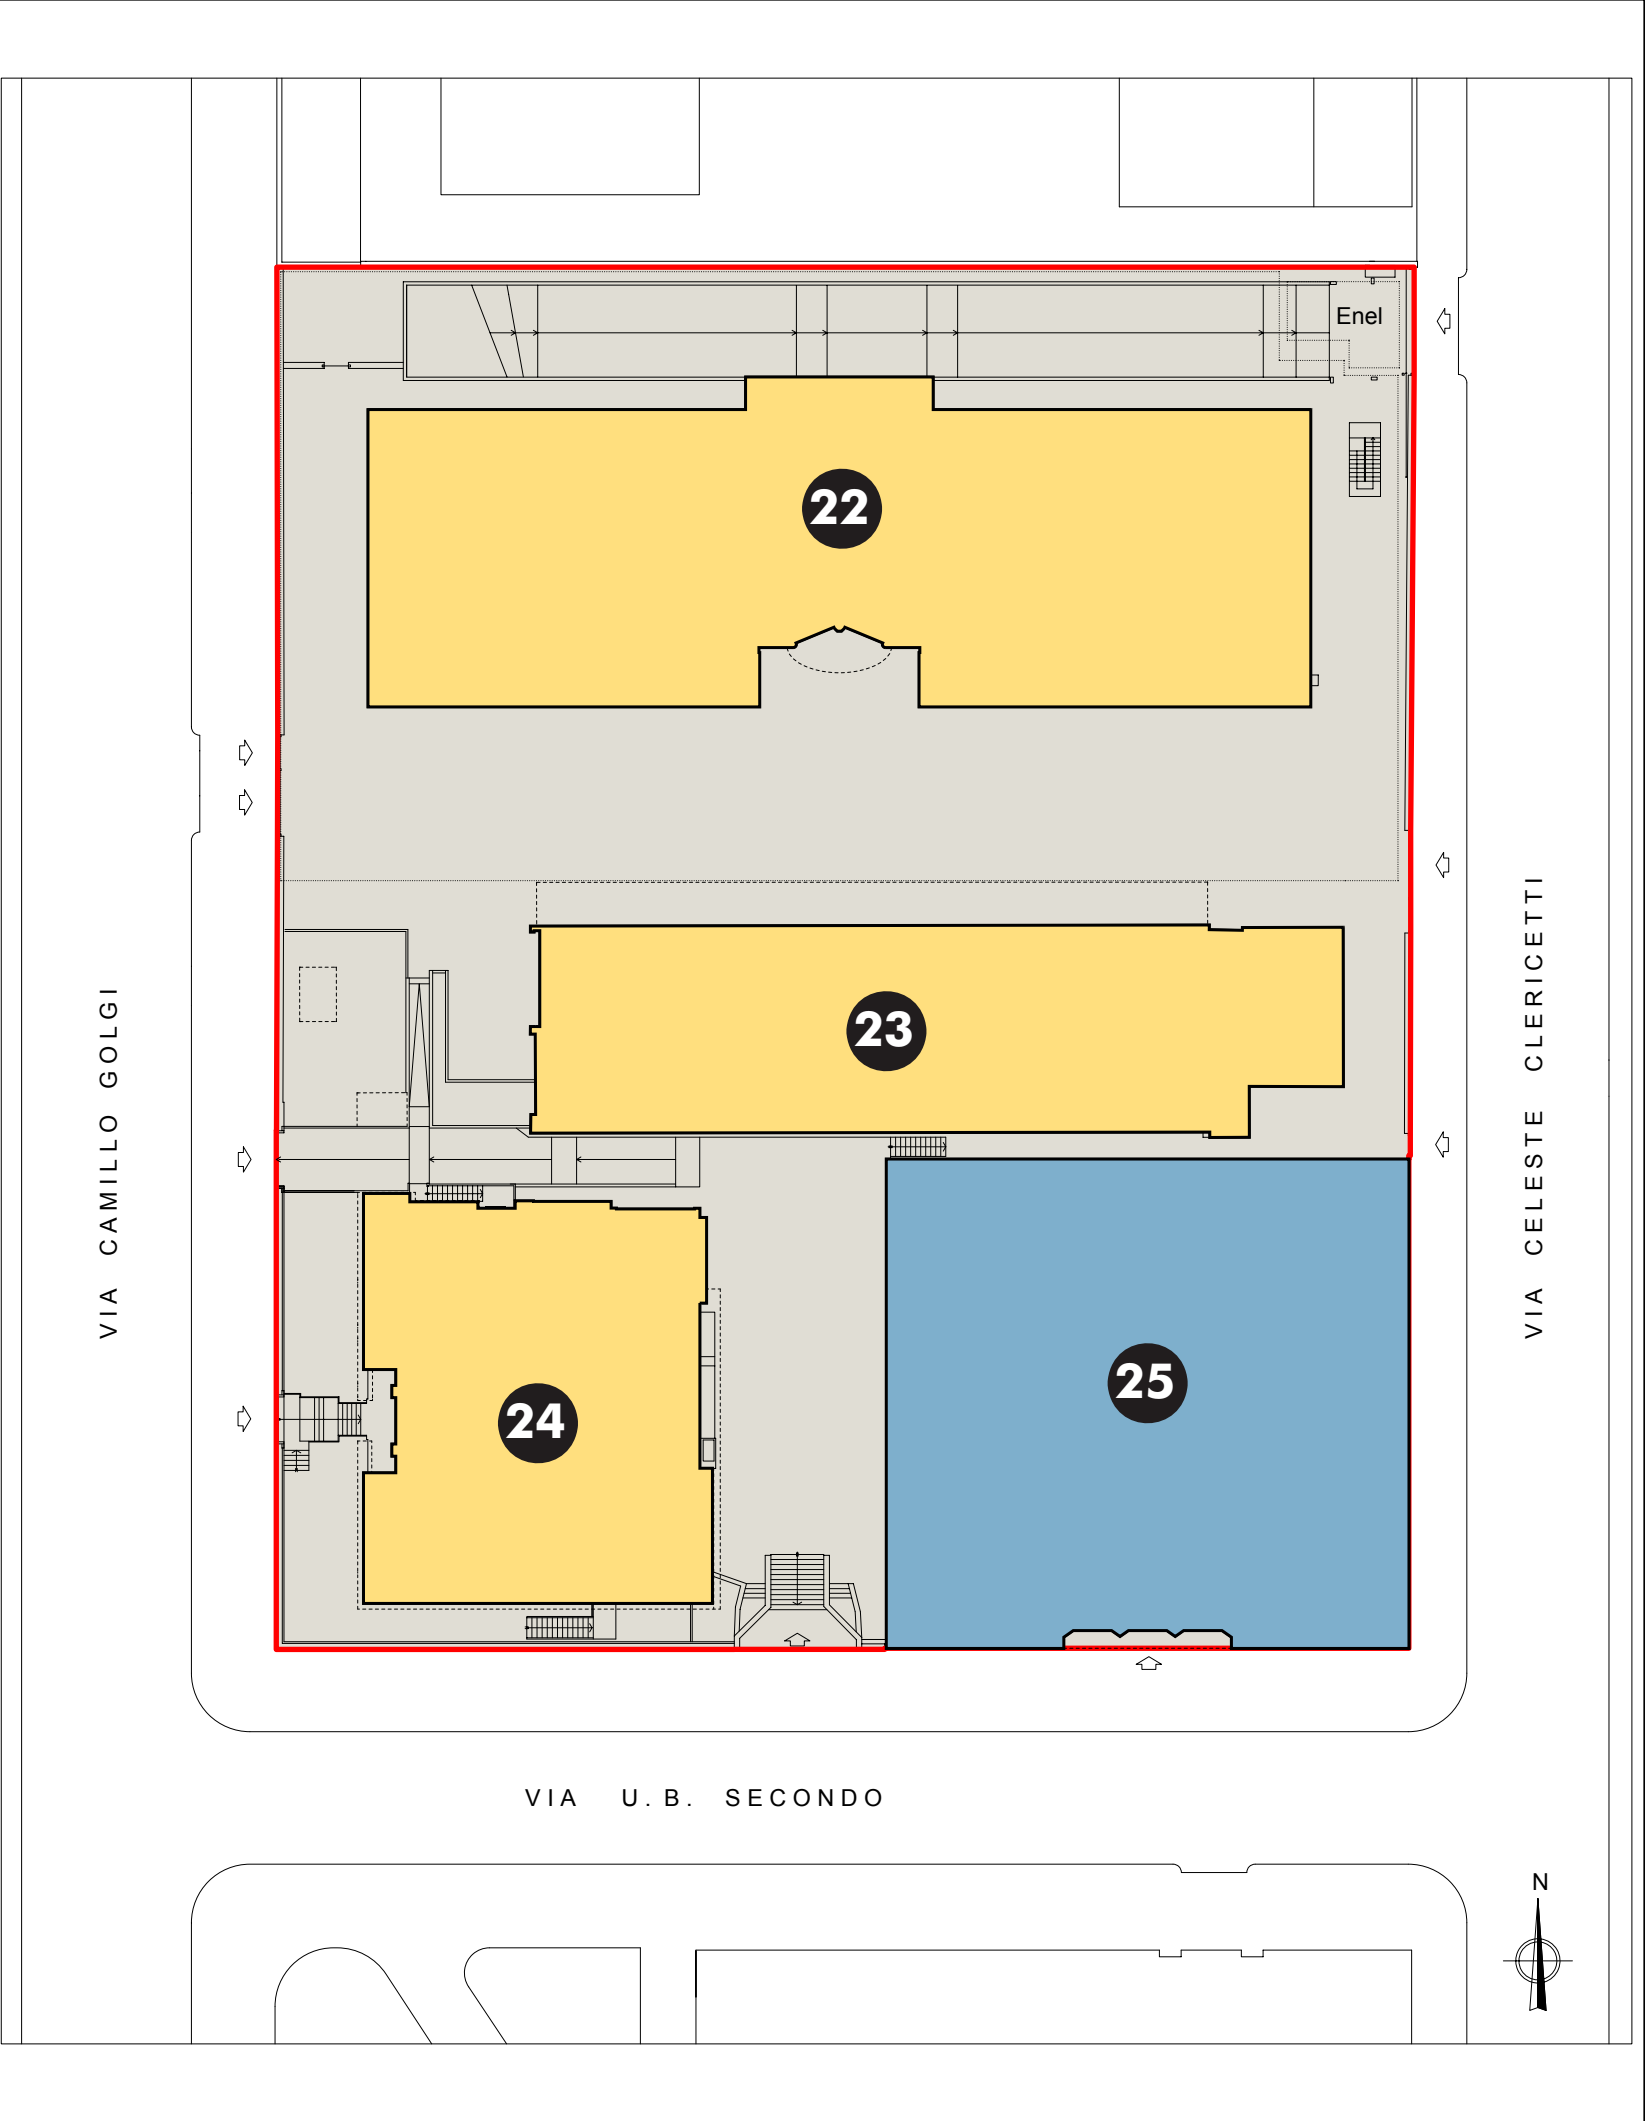 Enel
22
23
VIA CAMILLO GOLGI
VIA CELESTE CLERICETTI
24
25
VIA U.B. SECONDO
N